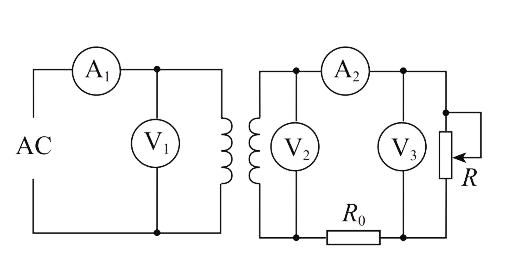 A₁
A₂
AC
V₁
V₂
V₃
R
R₀